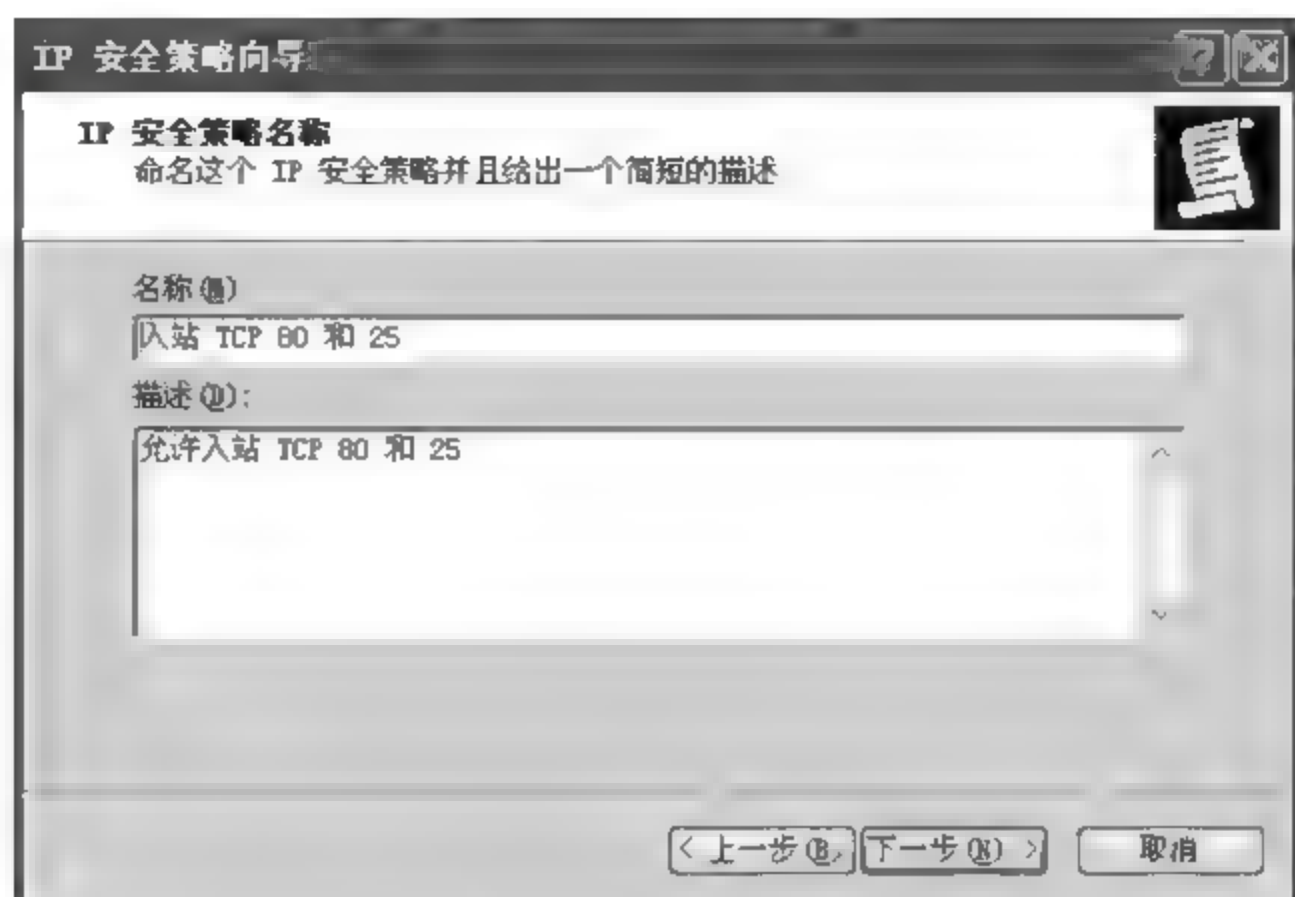 IP 安全策略向导
IP 安全策略名称
命名这个 IP 安全策略并且给出一个简短的描述
名称(M)
入站 TCP 80 和 25
描述(D):
允许入站 TCP 80 和 25
< 上一步(B) 下一步(N) > 取消